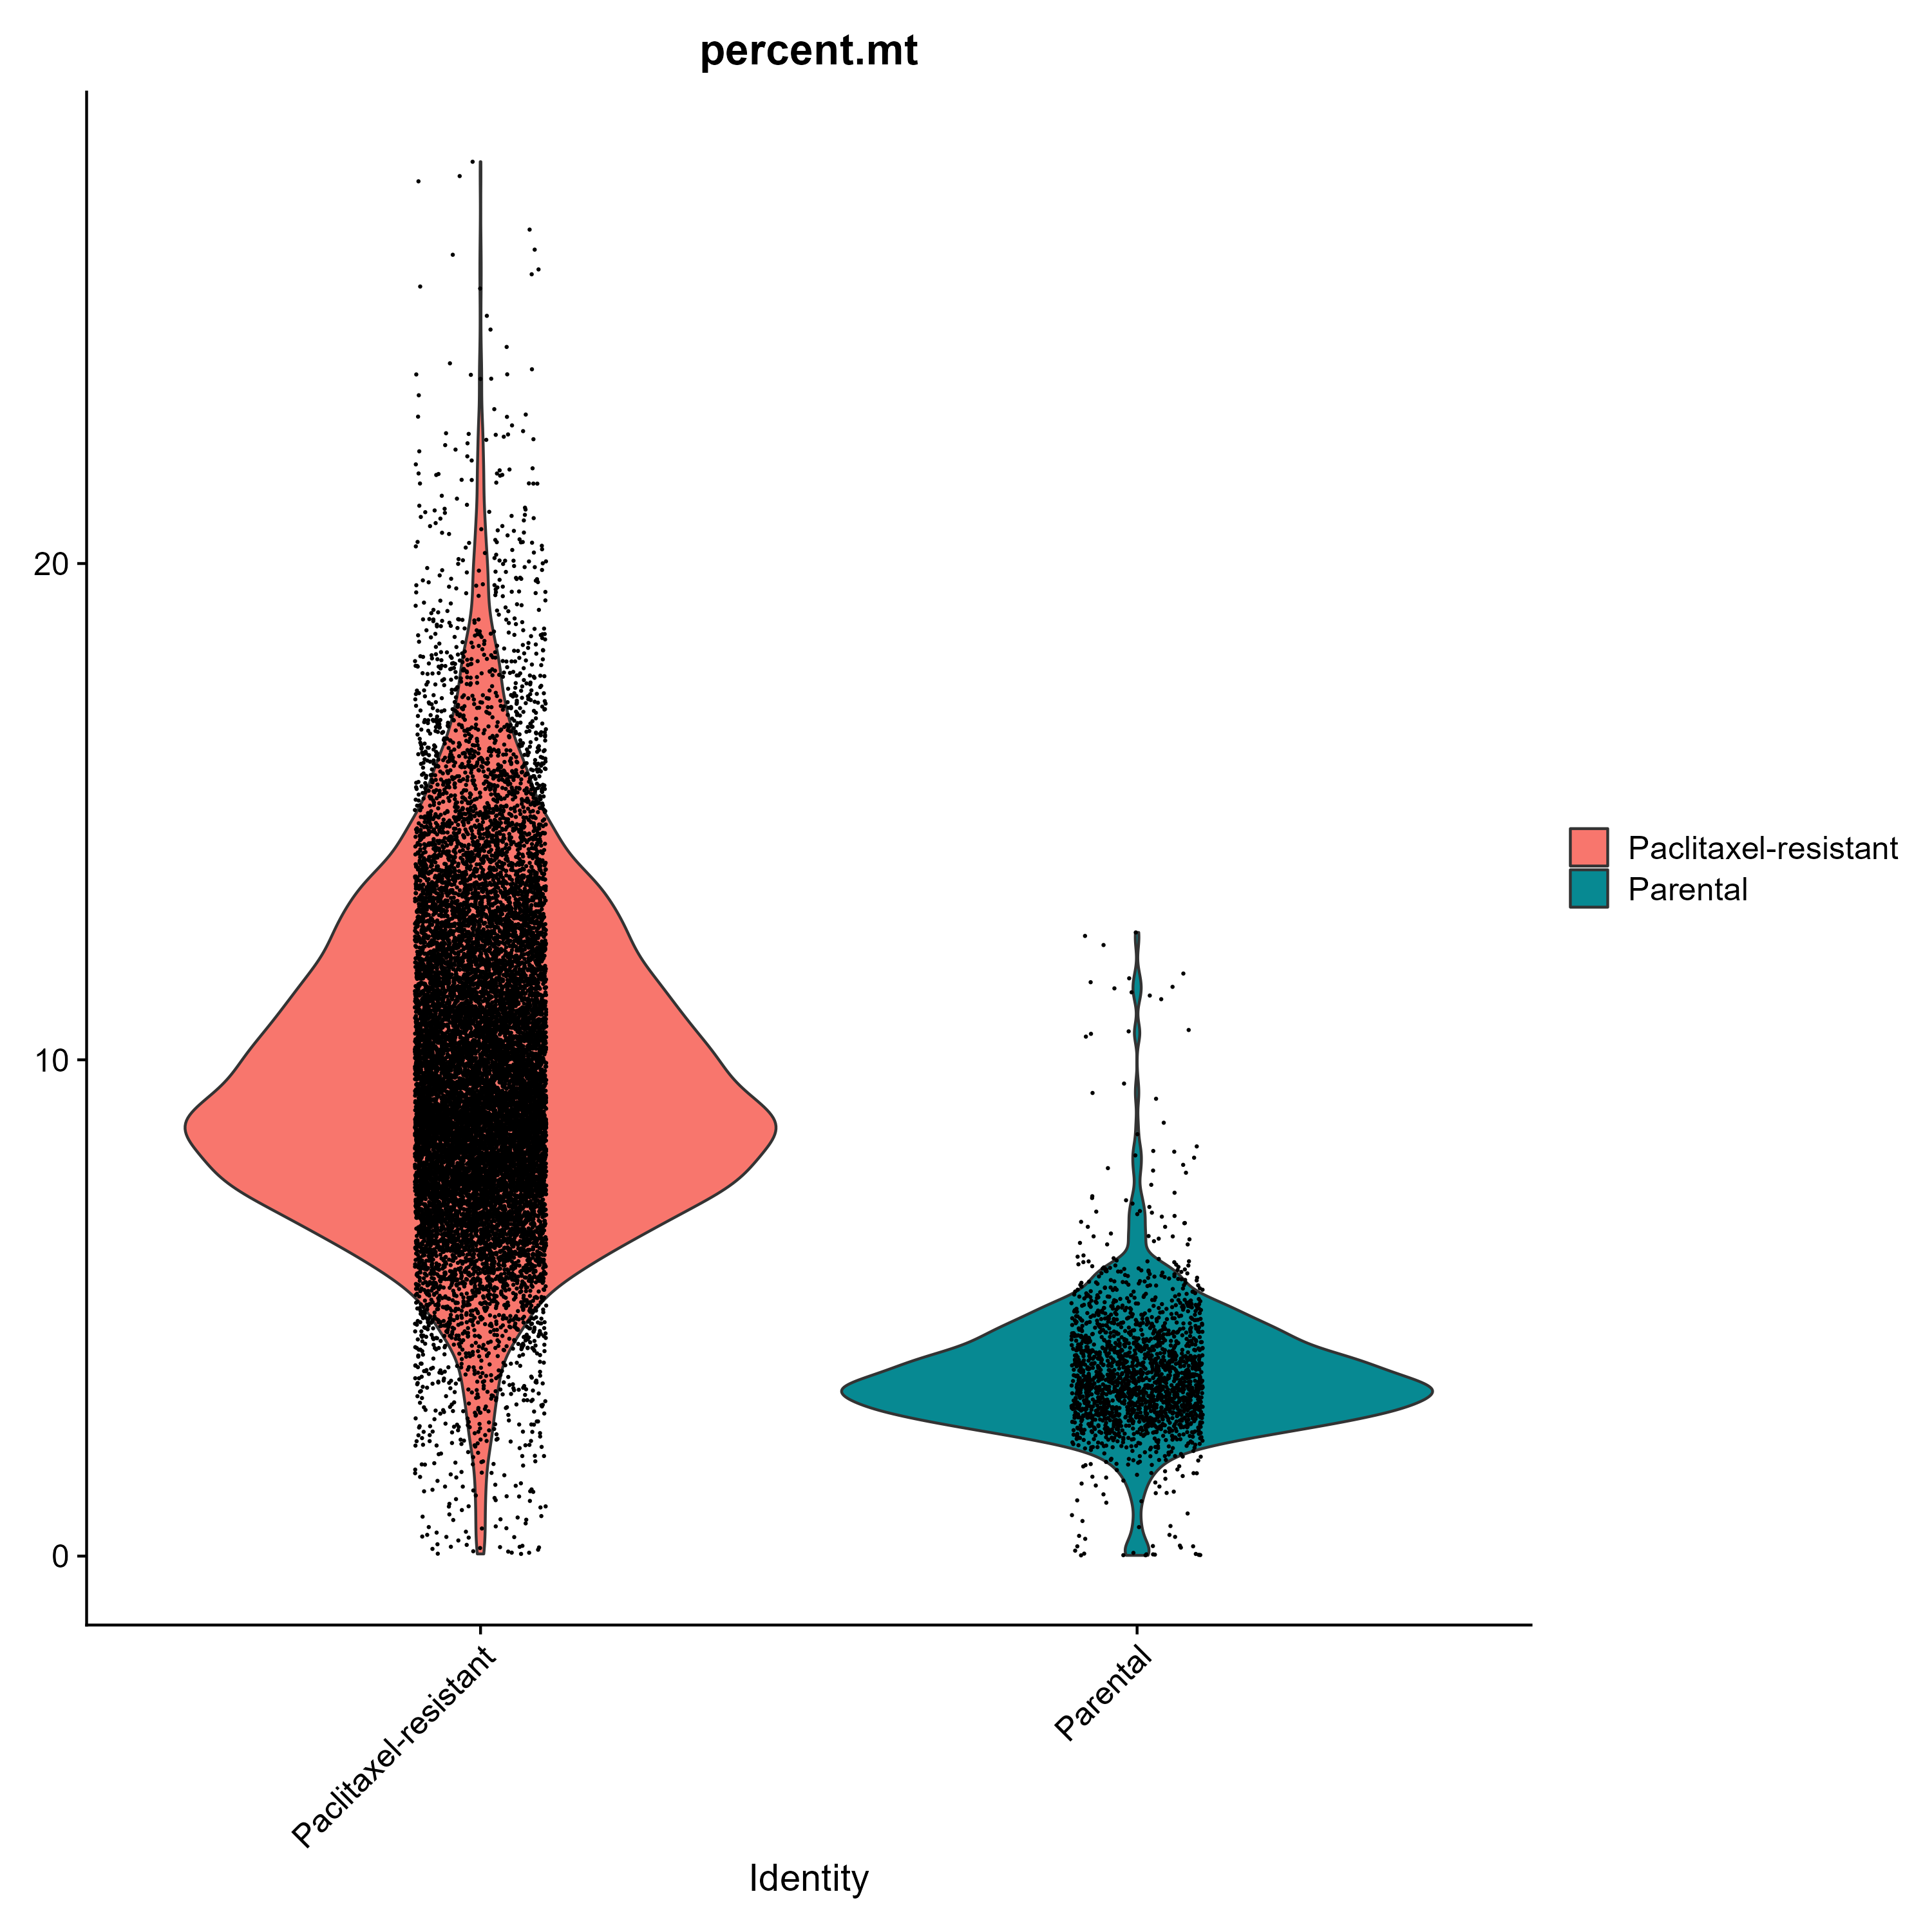 percent.mt
20
10
0
Paclitaxel-resistant
Parental
Identity
Paclitaxel-resistant
Parental